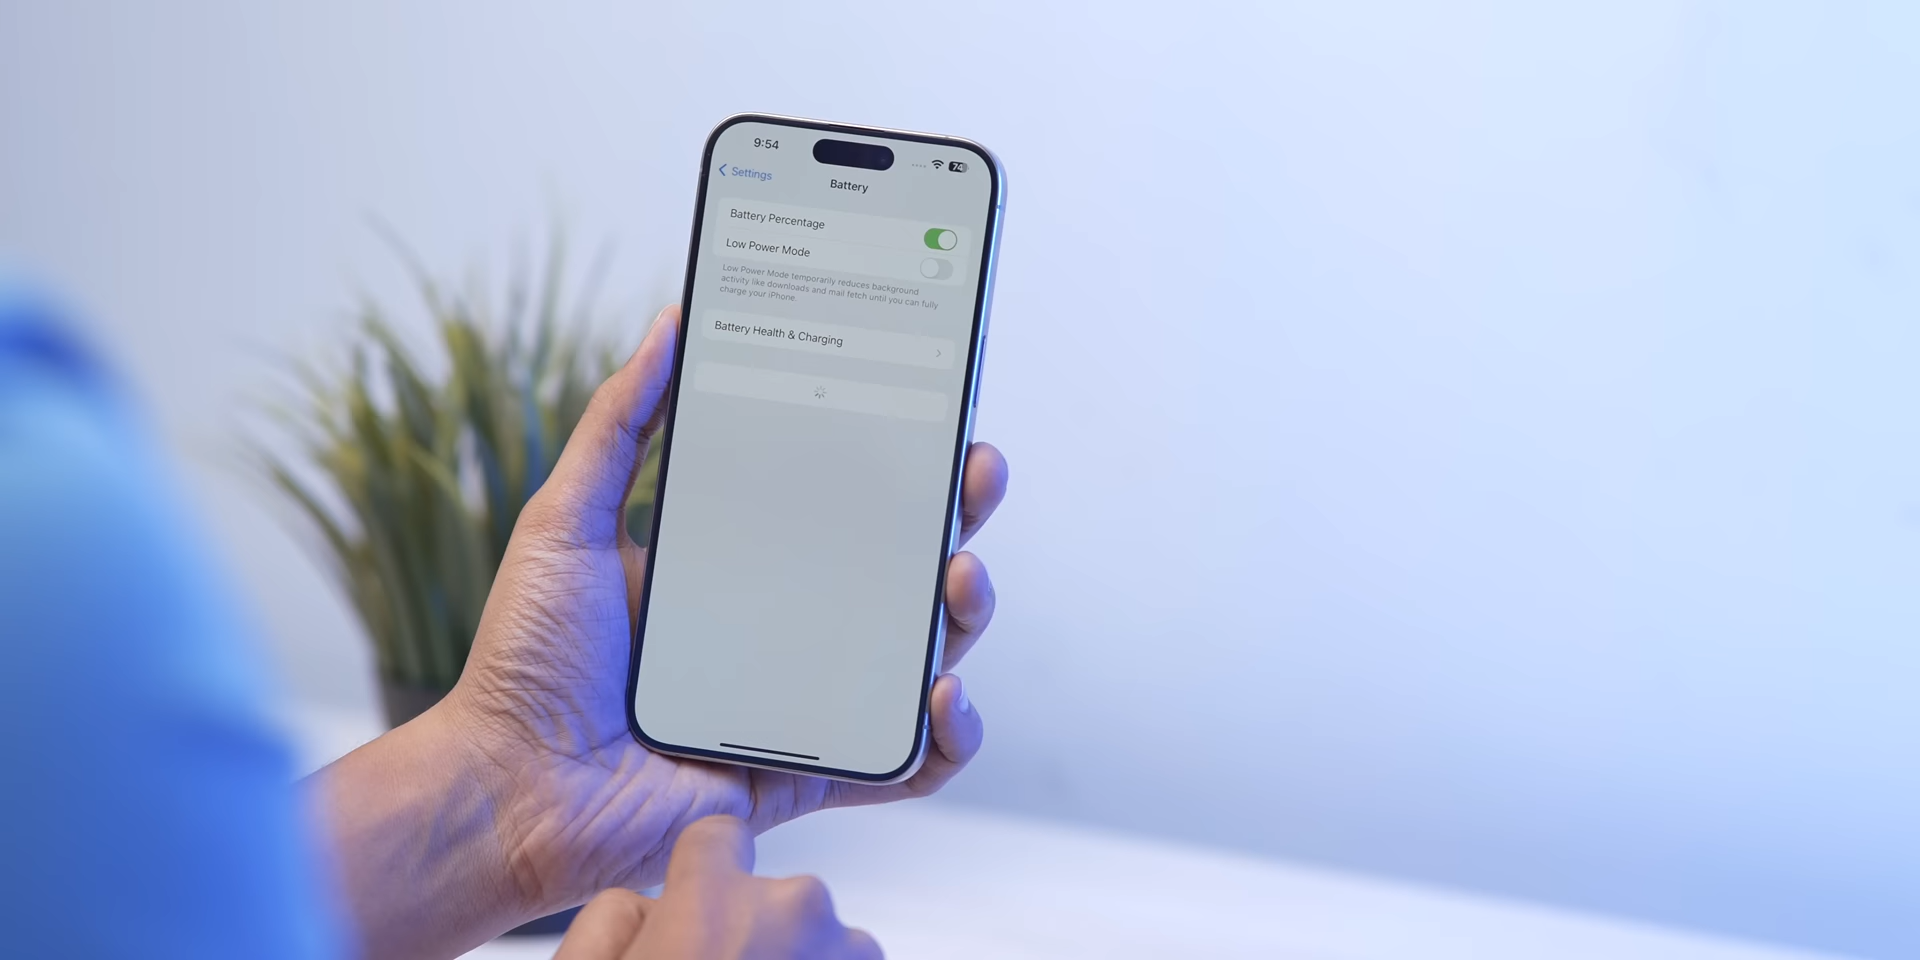 9:54
74
Settings
Battery
Battery Percentage
Low Power Mode
Low Power Mode temporarily reduces background
activity like downloads and mail fetch until you can fully
charge your iPhone.
Battery Health & Charging